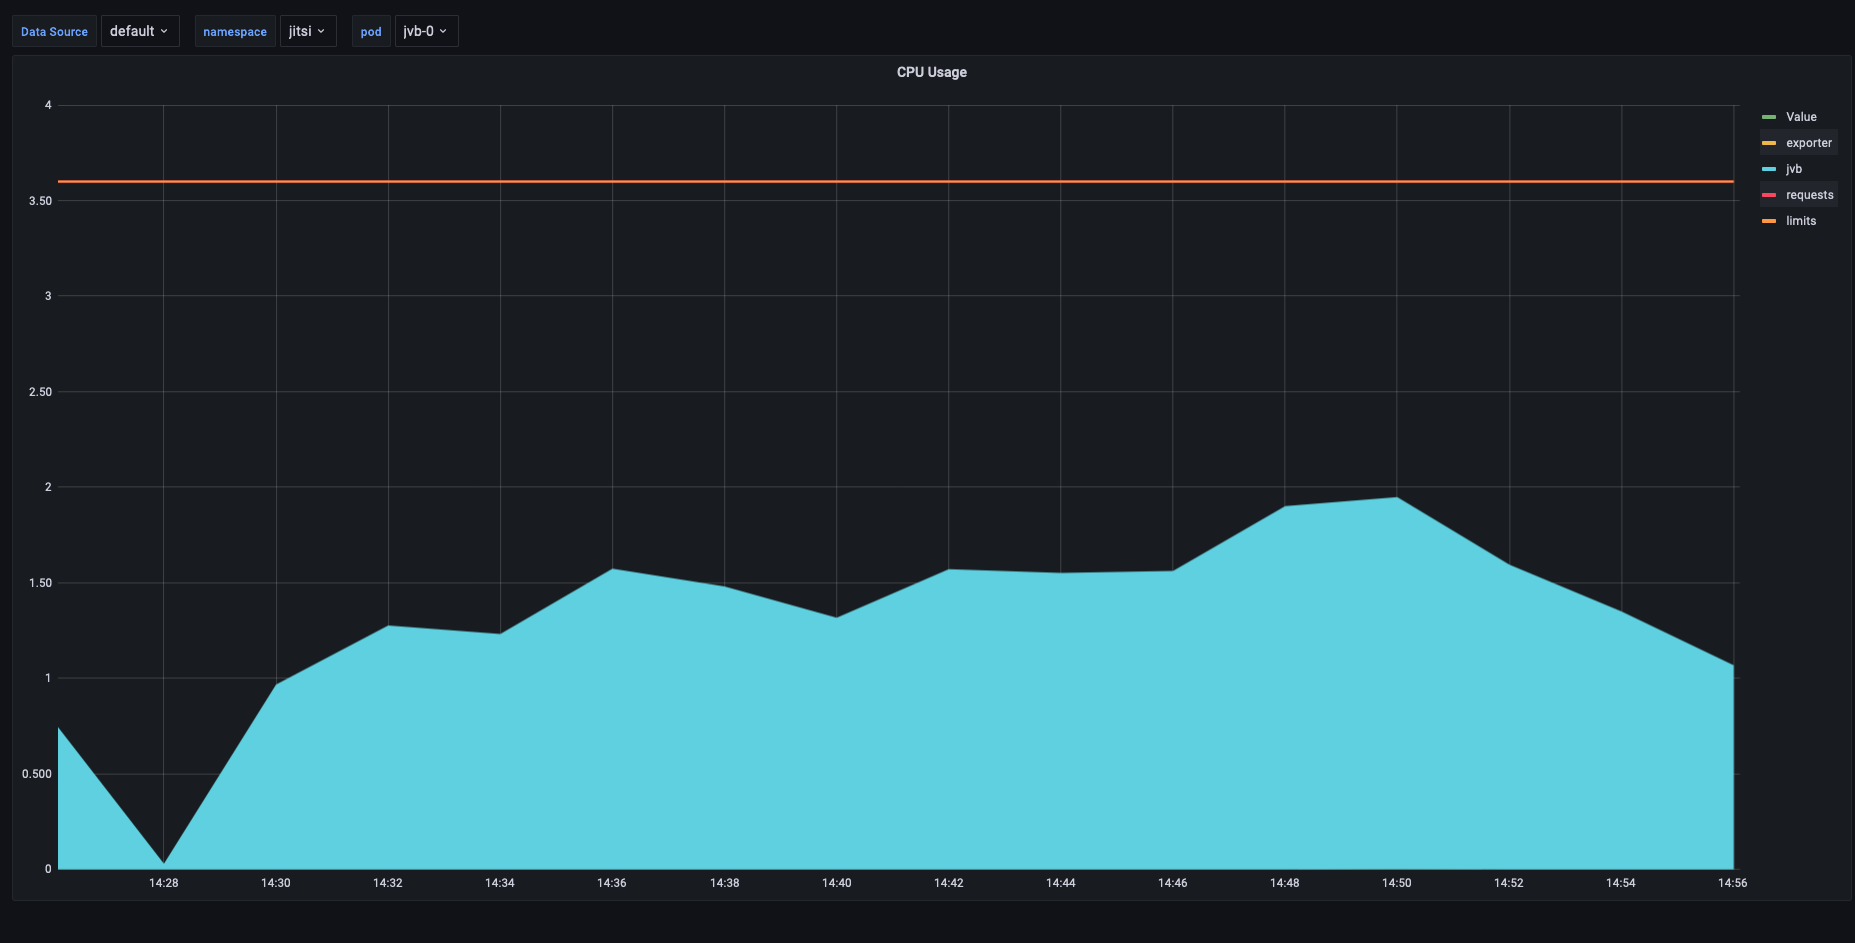 Data Source default namespace jitsi pod jvb-0
CPU Usage
4
3.50
3
2.50
2
1.50
1
0.500
0
14:28 14:30 14:32 14:34 14:36 14:38 14:40 14:42 14:44 14:46 14:48 14:50 14:52 14:54 14:56
Value
exporter
jvb
requests
limits